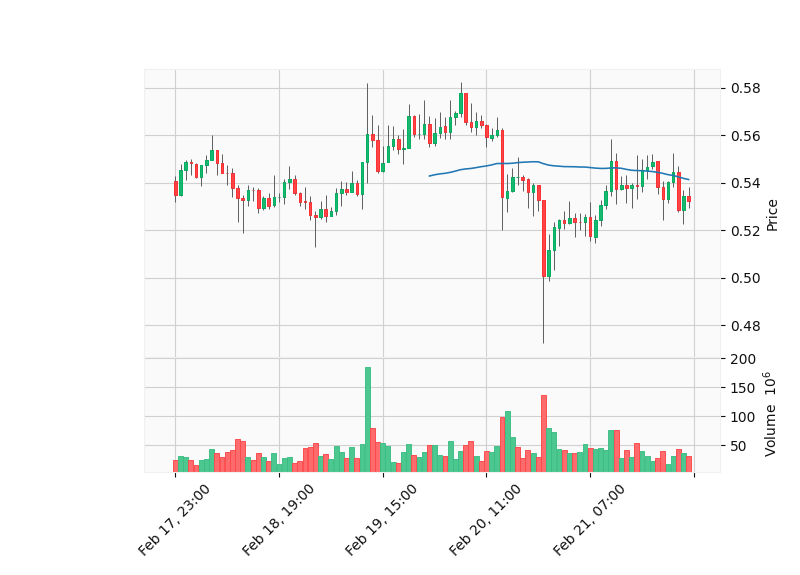 0.58
0.56
0.54
0.52
0.50
0.48
Price
200
150
100
50
Volume 10^6
Feb 17, 23:00
Feb 18, 19:00
Feb 19, 15:00
Feb 20, 11:00
Feb 21, 07:00